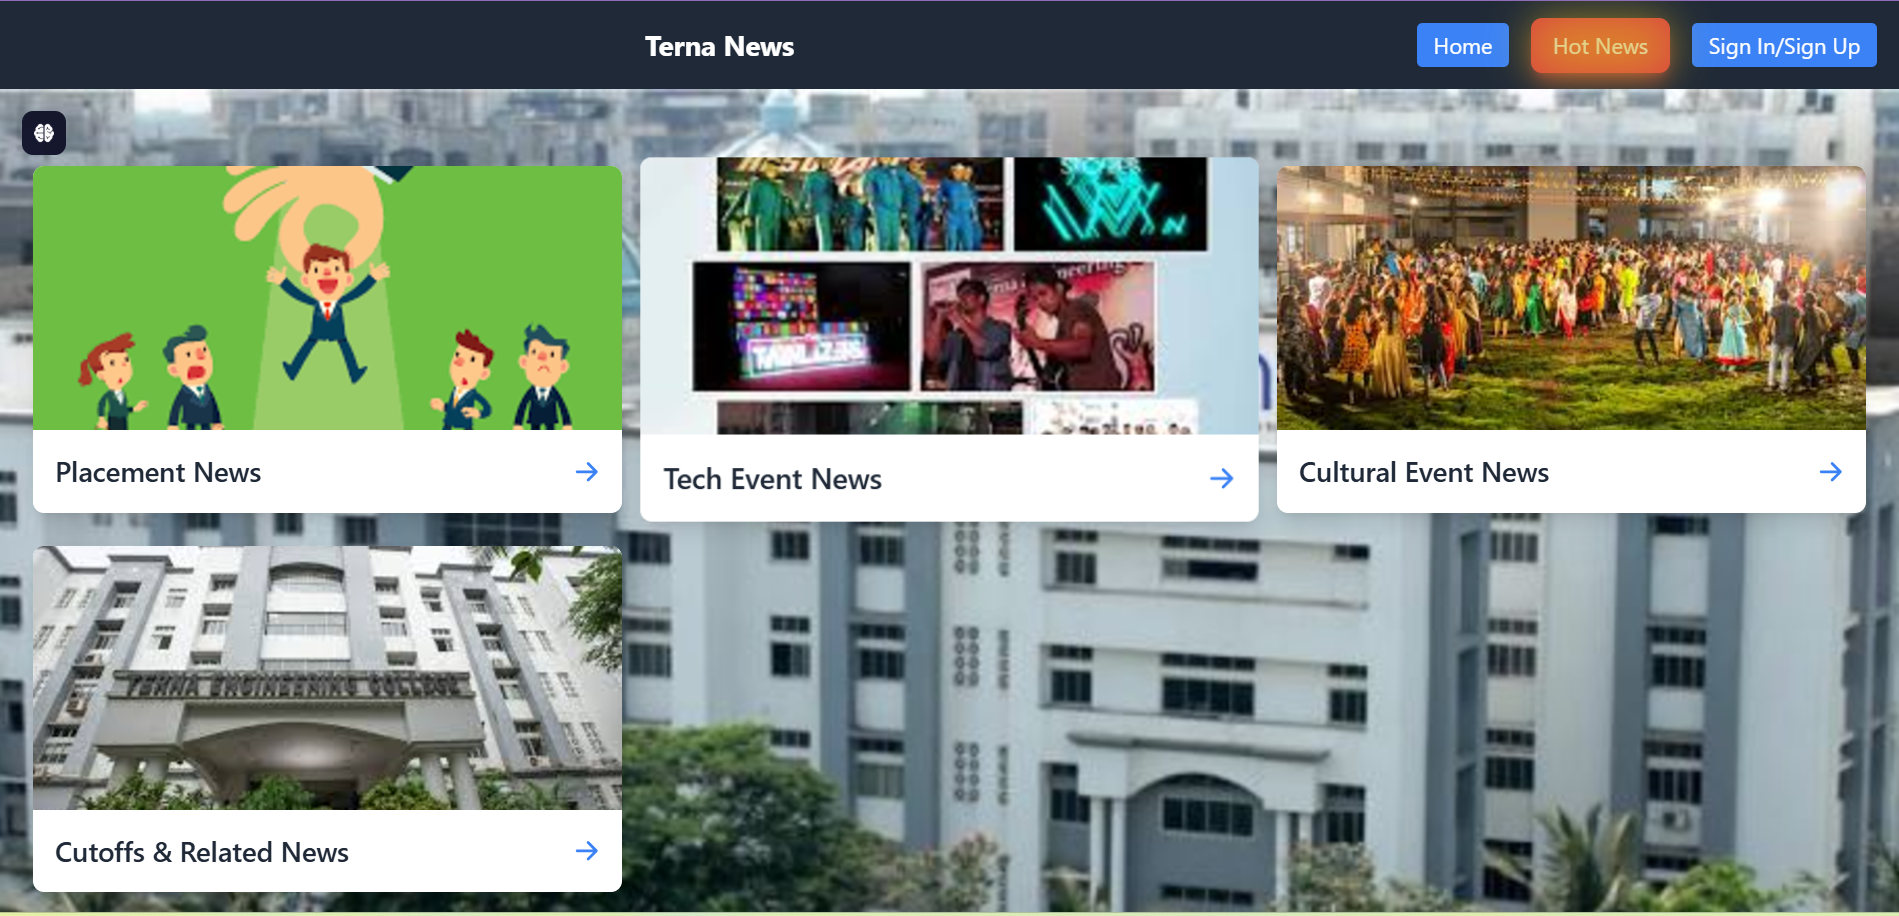 Terna News
Home
Hot News
Sign In/Sign Up
Placement News
Tech Event News
Cultural Event News
TERNA ENGINEERING COLLEGE
Cutoffs & Related News